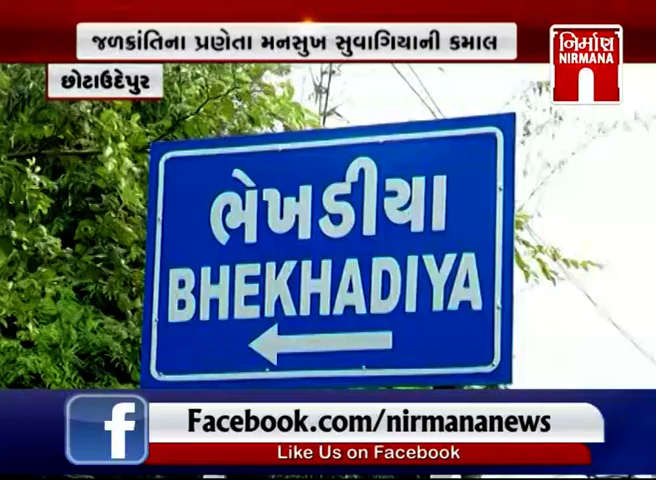 જળક્રાંતિના પ્રણેતા મનસુખ સુવાગિયાની કમાલ
નિર્માણ
NIRMANA
છોટાઉદેપુર
ભેખડીયા
BHEKHADIYA
f
Facebook.com/nirmananews
Like Us on Facebook